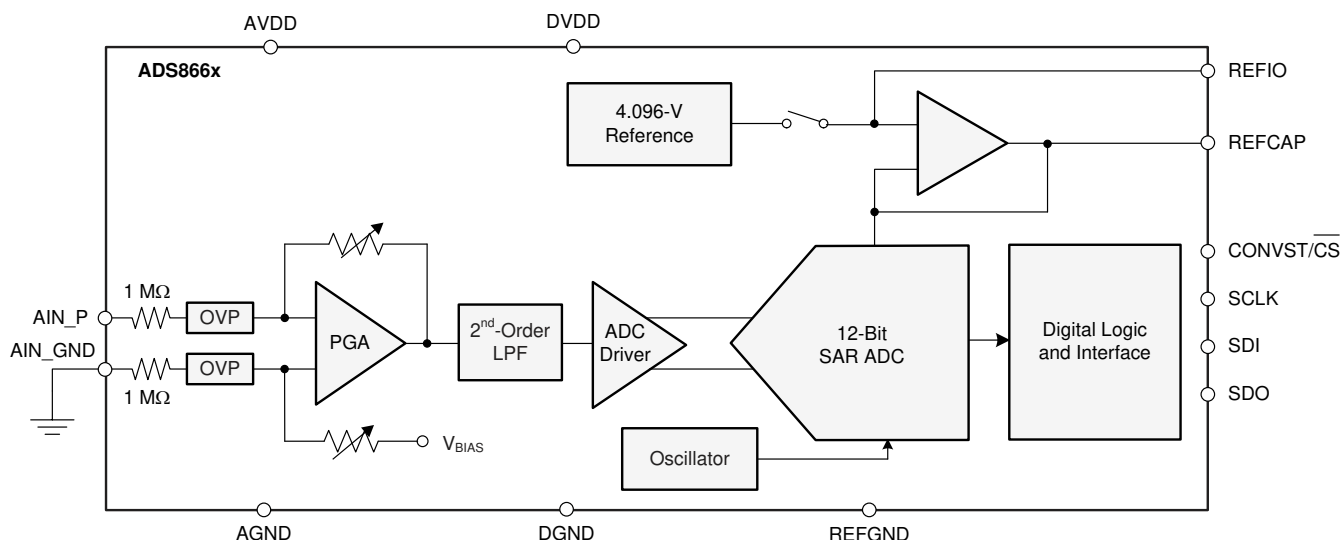 AVDD
DVDD
ADS866x
REFIO
4.096-V
Reference
REFCAP
CONVST/C̅S̅
1 MΩ
AIN_P
OVP
SCLK
2nd-Order
LPF
ADC
Driver
12-Bit
SAR ADC
Digital Logic
and Interface
PGA
AIN_GND
OVP
SDI
1 MΩ
SDO
VBIAS
Oscillator
AGND
DGND
REFGND